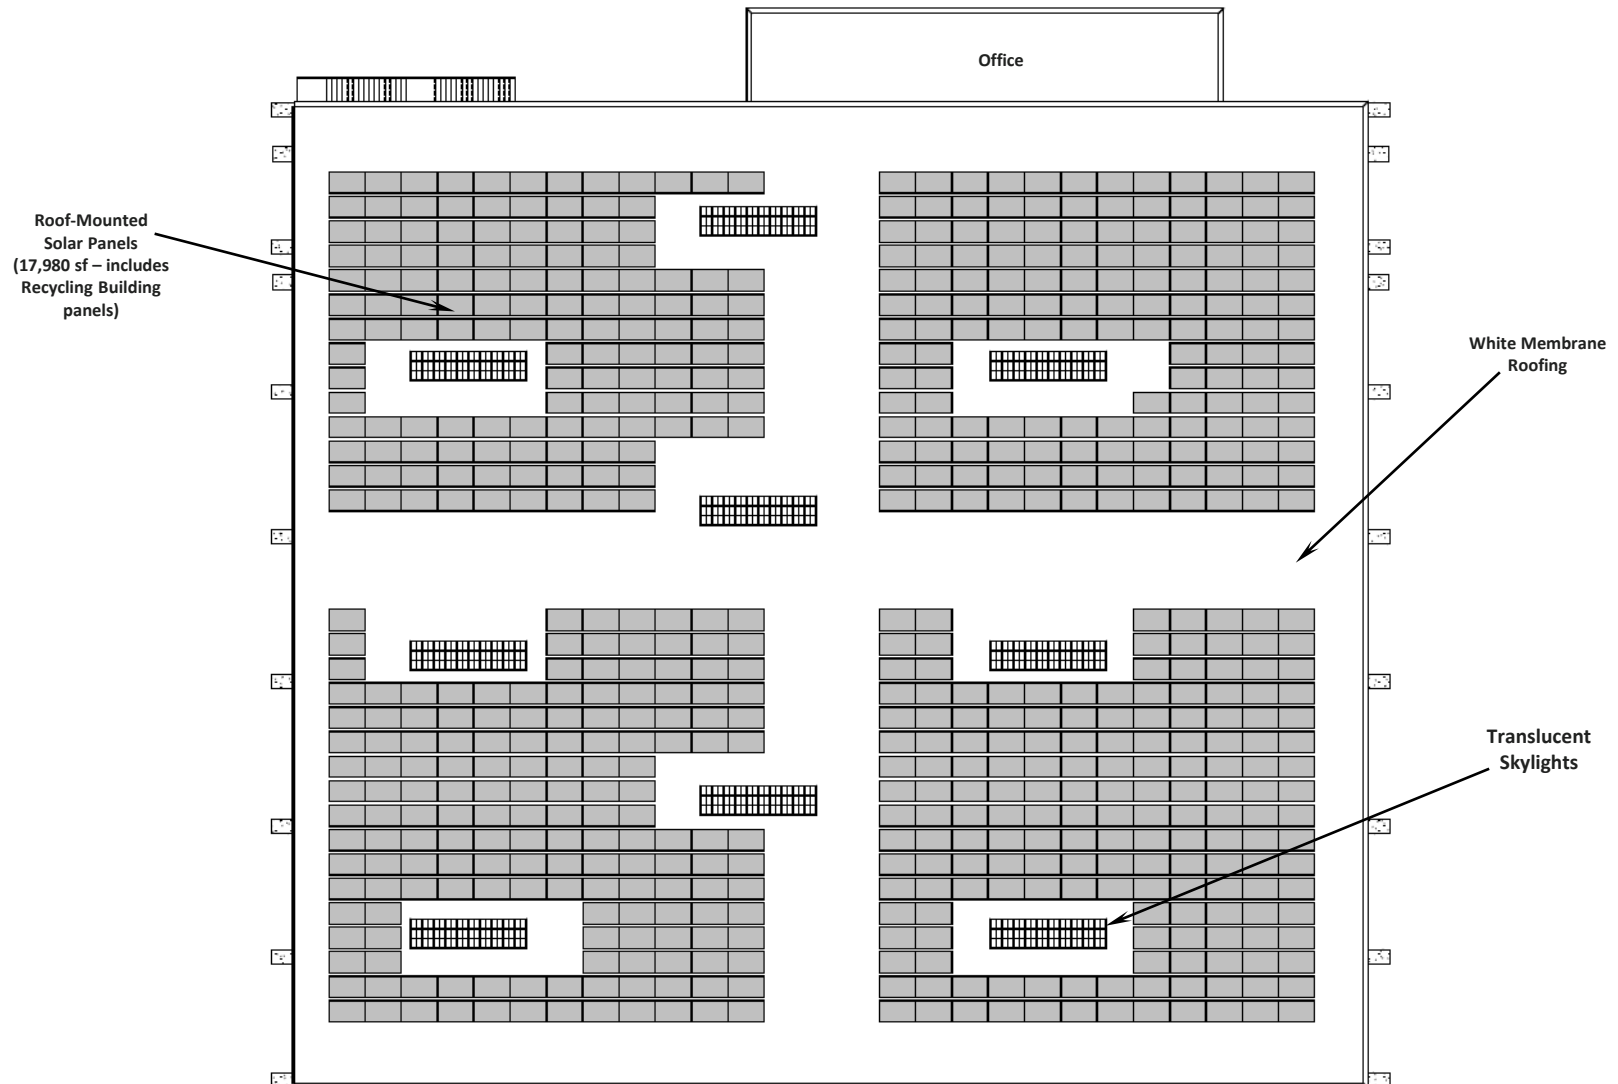 Office
Roof-Mounted
Solar Panels
(17,980 sf – includes
Recycling Building
panels)
White Membrane
Roofing
Translucent
Skylights